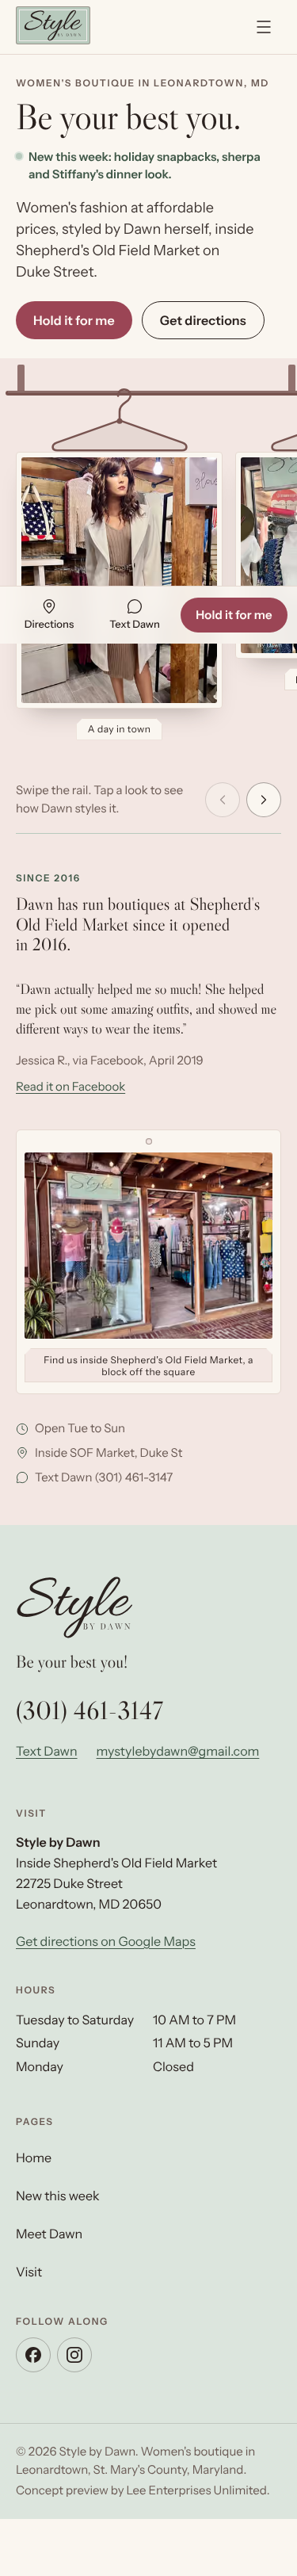 Style
BY DAWN
WOMEN'S BOUTIQUE IN LEONARDTOWN, MD
Be your best you.
New this week: holiday snapbacks, sherpa
and Stiffany's dinner look.
Women's fashion at affordable
prices, styled by Dawn herself, inside
Shepherd's Old Field Market on
Duke Street.
Hold it for me
Get directions
Directions
Text Dawn
Hold it for me
A day in town
Swipe the rail. Tap a look to see
how Dawn styles it.
SINCE 2016
Dawn has run boutiques at Shepherd's
Old Field Market since it opened
in 2016.
“Dawn actually helped me so much! She helped
me pick out some amazing outfits, and showed me
different ways to wear the items.”
Jessica R., via Facebook, April 2019
Read it on Facebook
Style
Find us inside Shepherd's Old Field Market, a
block off the square
Open Tue to Sun
Inside SOF Market, Duke St
Text Dawn (301) 461-3147
Style
BY DAWN
Be your best you!
(301) 461-3147
Text Dawn
mystylebydawn@gmail.com
VISIT
Style by Dawn
Inside Shepherd's Old Field Market
22725 Duke Street
Leonardtown, MD 20650
Get directions on Google Maps
HOURS
Tuesday to Saturday 10 AM to 7 PM
Sunday 11 AM to 5 PM
Monday Closed
PAGES
Home
New this week
Meet Dawn
Visit
FOLLOW ALONG
© 2026 Style by Dawn. Women's boutique in
Leonardtown, St. Mary's County, Maryland.
Concept preview by Lee Enterprises Unlimited.